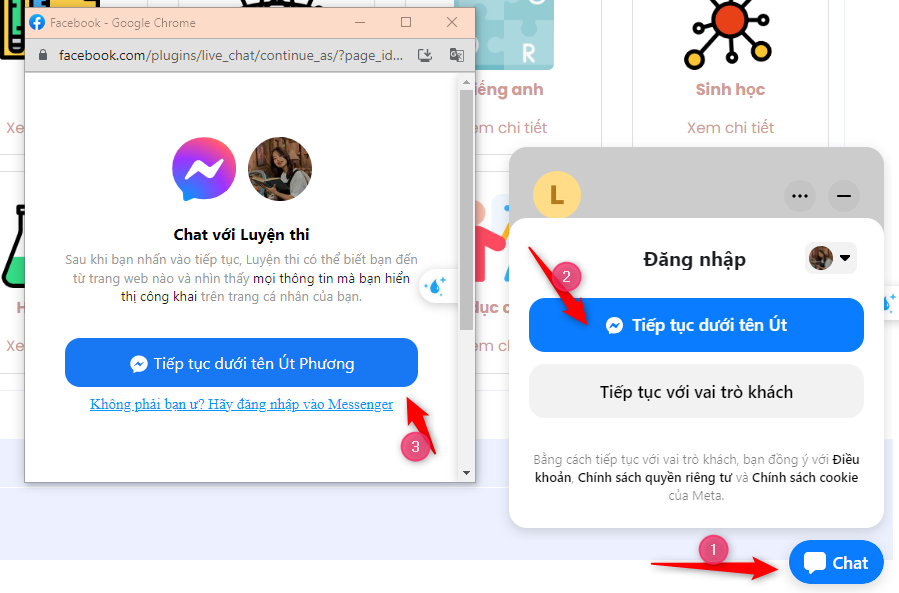 Facebook - Google Chrome
facebook.com/plugins/live_chat/continue_as/?page_id...
Chat với Luyện thi
Sau khi bạn nhấn vào tiếp tục, Luyện thi có thể biết bạn đến
từ trang web nào và nhìn thấy mọi thông tin mà bạn hiển
thị công khai trên trang cá nhân của bạn.
Tiếp tục dưới tên Út Phương
Không phải bạn ư? Hãy đăng nhập vào Messenger
3
R
iếng anh
em chi tiết
Sinh học
Xem chi tiết
Xe
H
Xe
dục c
em c
L
Đăng nhập
2
Tiếp tục dưới tên Út
Tiếp tục với vai trò khách
Bằng cách tiếp tục với vai trò khách, bạn đồng ý với Điều
khoản, Chính sách quyền riêng tư và Chính sách cookie
của Meta.
1
Chat